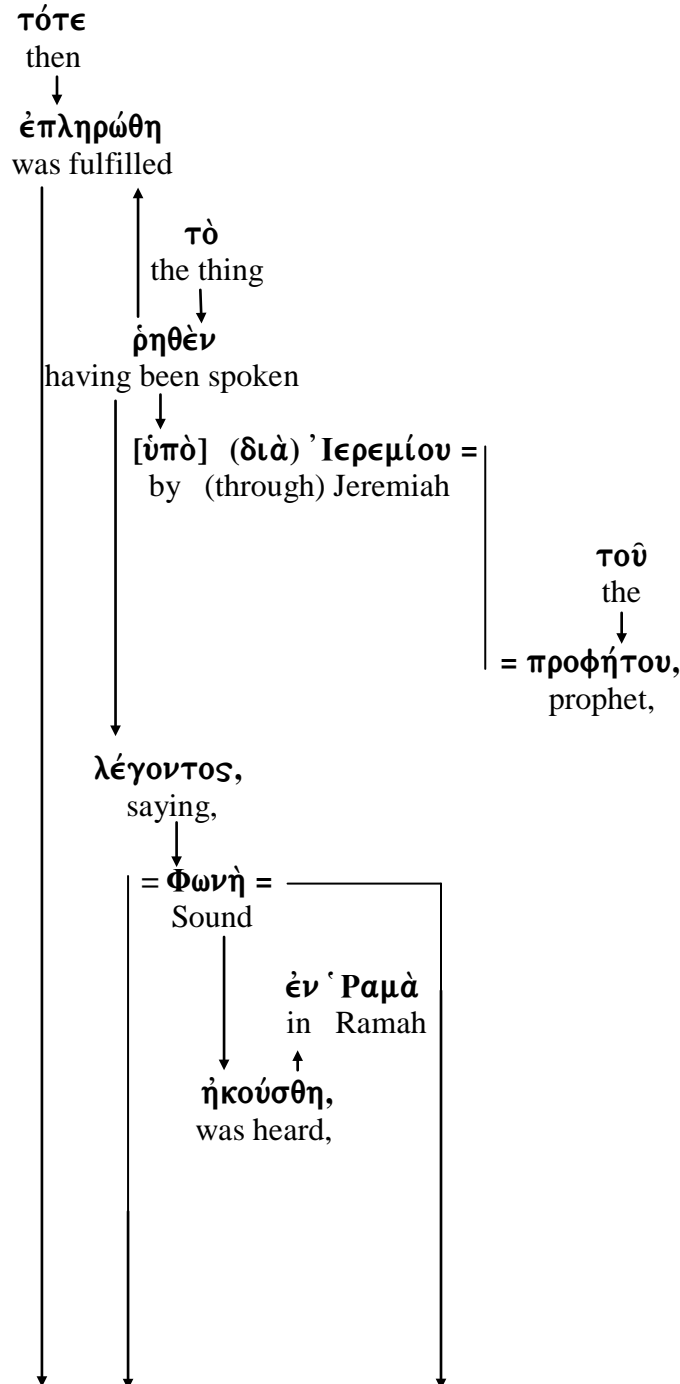 τότε
then
ἐπληρώθη
was fulfilled
τὸ
the thing
ῥηθὲν
having been spoken
[ὑπὸ] (διὰ) Ἰερεμίου =
by (through) Jeremiah
τοῦ
the
= προφήτου,
prophet,
λέγοντος,
saying,
= Φωνὴ =
Sound
ἐν Ῥαμὰ
in Ramah
ἠκούσθη,
was heard,